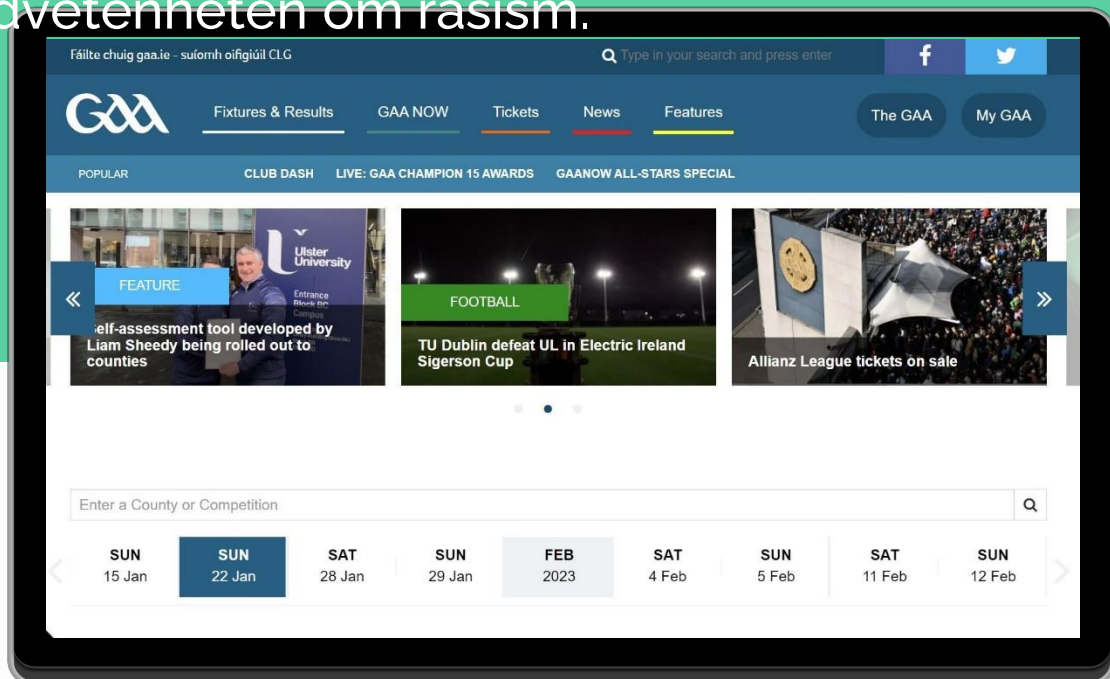 dvetenheten om rasism.
Fáilte chuig gaa.ie - suíomh oifigiúil CLG
Type in your search and press enter
GAA
Fixtures & Results
GAA NOW
Tickets
News
Features
The GAA
My GAA
POPULAR
CLUB DASH
LIVE: GAA CHAMPION 15 AWARDS
GAANOW ALL-STARS SPECIAL
Ulster
University
Entrance
Block BC
Campus
FEATURE
Self-assessment tool developed by
Liam Sheedy being rolled out to
counties
FOOTBALL
TU Dublin defeat UL in Electric Ireland
Sigerson Cup
Allianz League tickets on sale
Enter a County or Competition
SUN
15 Jan
SUN
22 Jan
SAT
28 Jan
SUN
29 Jan
FEB
2023
SAT
4 Feb
SUN
5 Feb
SAT
11 Feb
SUN
12 Feb